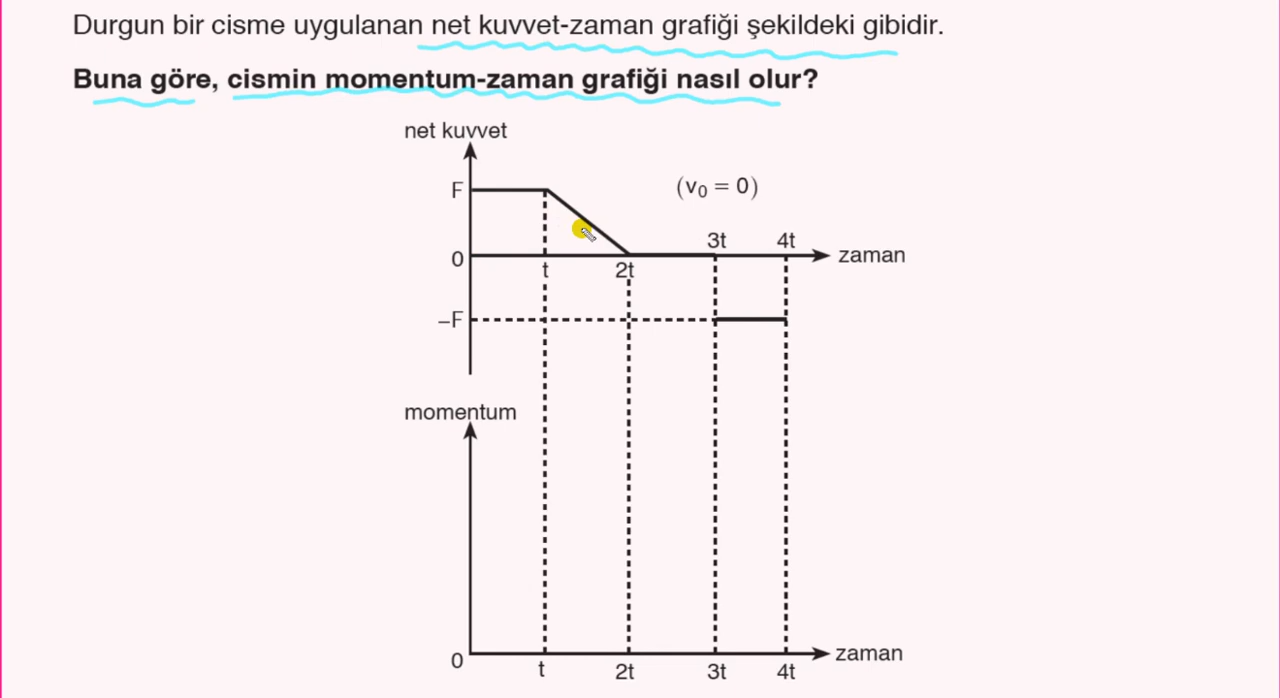 Durgun bir cisme uygulanan net kuvvet-zaman grafiği şekildeki gibidir.
Buna göre, cismin momentum-zaman grafiği nasıl olur?
net kuvvet
F
(v₀ = 0)
3t
4t
0
zaman
t
2t
–F
momentum
0
zaman
t
2t
3t
4t